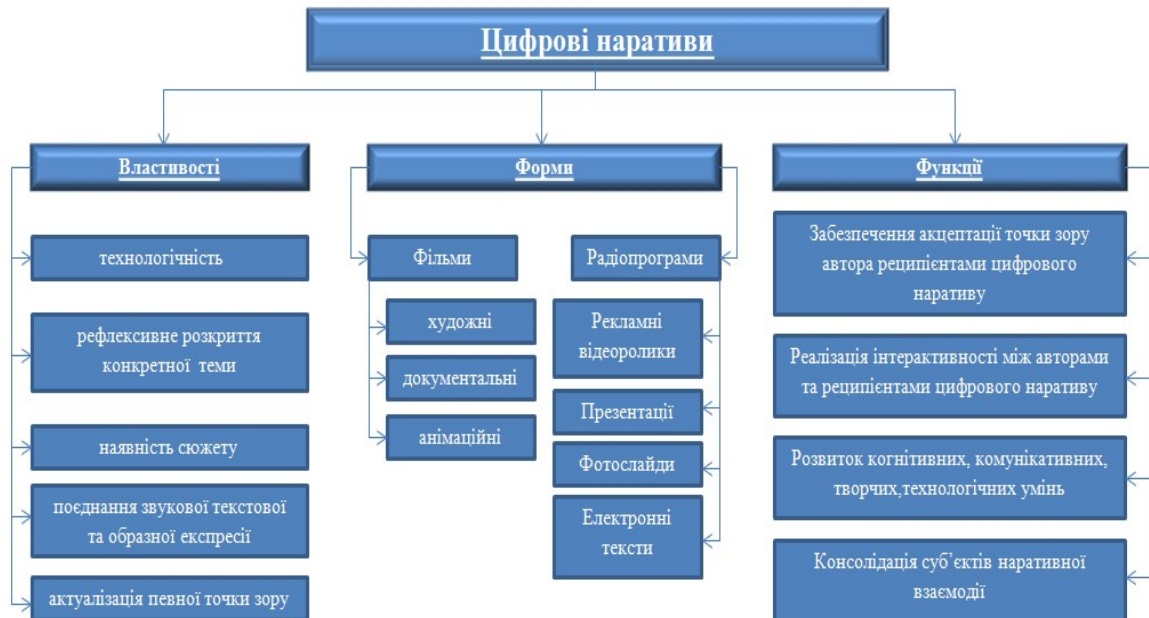 Цифрові наративи
Властивості
технологічність
рефлексивне розкриття
конкретної теми
наявність сюжету
поєднання звукової текстової
та образної експресії
актуалізація певної точки зору
Форми
Фільми
художні
документальні
анімаційні
Радіопрограми
Рекламні
відеоролики
Презентації
Фотослайди
Електронні
тексти
Функції
Забезпечення акцептації точки зору
автора реципієнтами цифрового
наративу
Реалізація інтерактивності між авторами
та реципієнтами цифрового наративу
Розвиток когнітивних, комунікативних,
творчих,технологічних умінь
Консолідація суб’єктів наративної
взаємодії